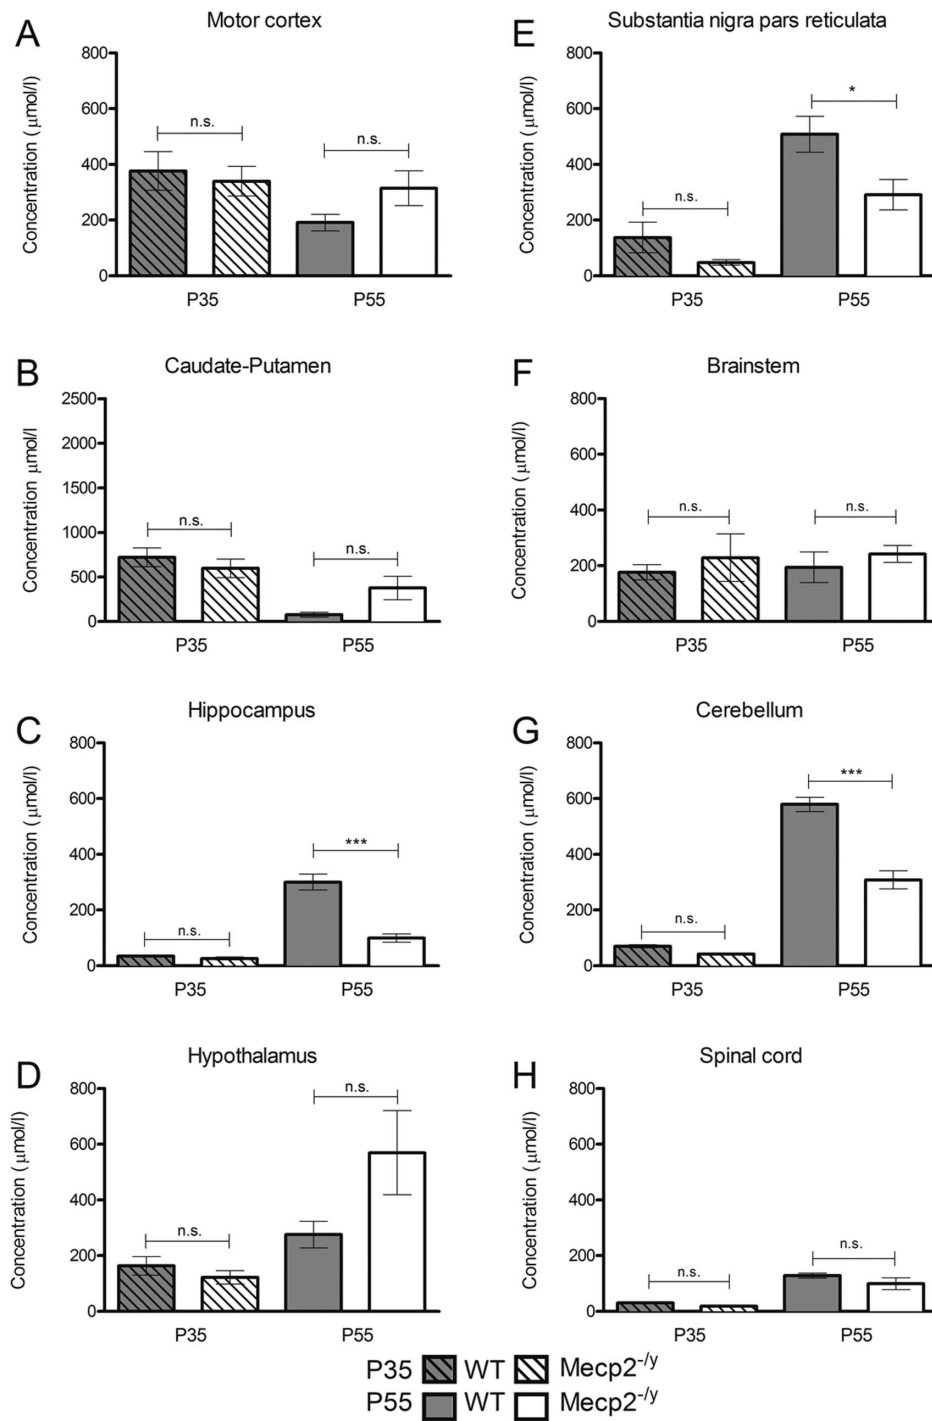 A
Motor cortex
Concentration ( μmol/l)
800
600
400
200
0
n.s.
n.s.
P35
P55
B
Caudate-Putamen
Concentration μmol/l
2500
2000
1500
1000
500
0
n.s.
n.s.
P35
P55
C
Hippocampus
Concentration ( μmol/l)
800
600
400
200
0
n.s.
***
P35
P55
D
Hypothalamus
Concentration ( μmol/l)
800
600
400
200
0
n.s.
n.s.
P35
P55
E
Substantia nigra pars reticulata
Concentration ( μmol/l)
800
600
400
200
0
n.s.
*
P35
P55
F
Brainstem
Concentration (μmol/l)
800
600
400
200
0
n.s.
n.s.
P35
P55
G
Cerebellum
Concentration ( μmol/l)
800
600
400
200
0
n.s.
***
P35
P55
H
Spinal cord
Concentration ( μmol/l)
800
600
400
200
0
n.s.
n.s.
P35
P55
P35 WT Mecp2-/y
P55 WT Mecp2-/y